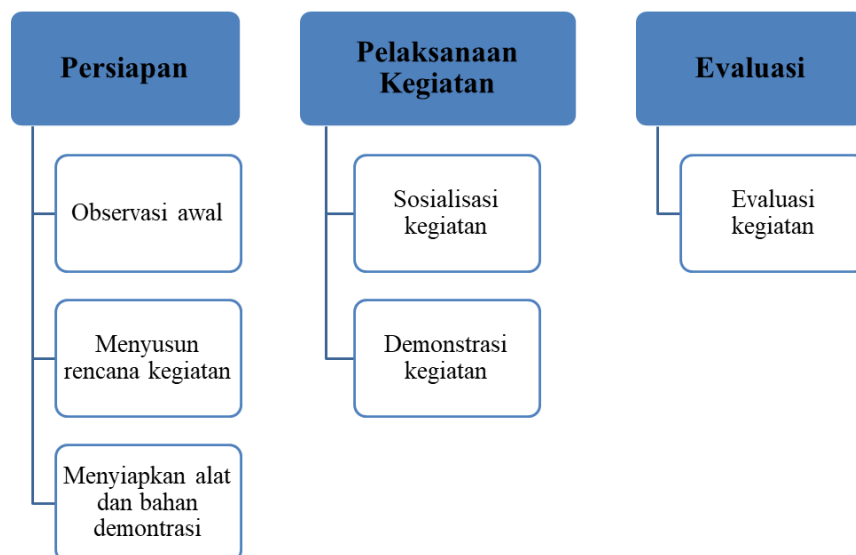 Persiapan
Observasi awal
Menyusun
rencana kegiatan
Menyiapkan alat
dan bahan
demontrasi
Pelaksanaan
Kegiatan
Sosialisasi
kegiatan
Demonstrasi
kegiatan
Evaluasi
Evaluasi
kegiatan